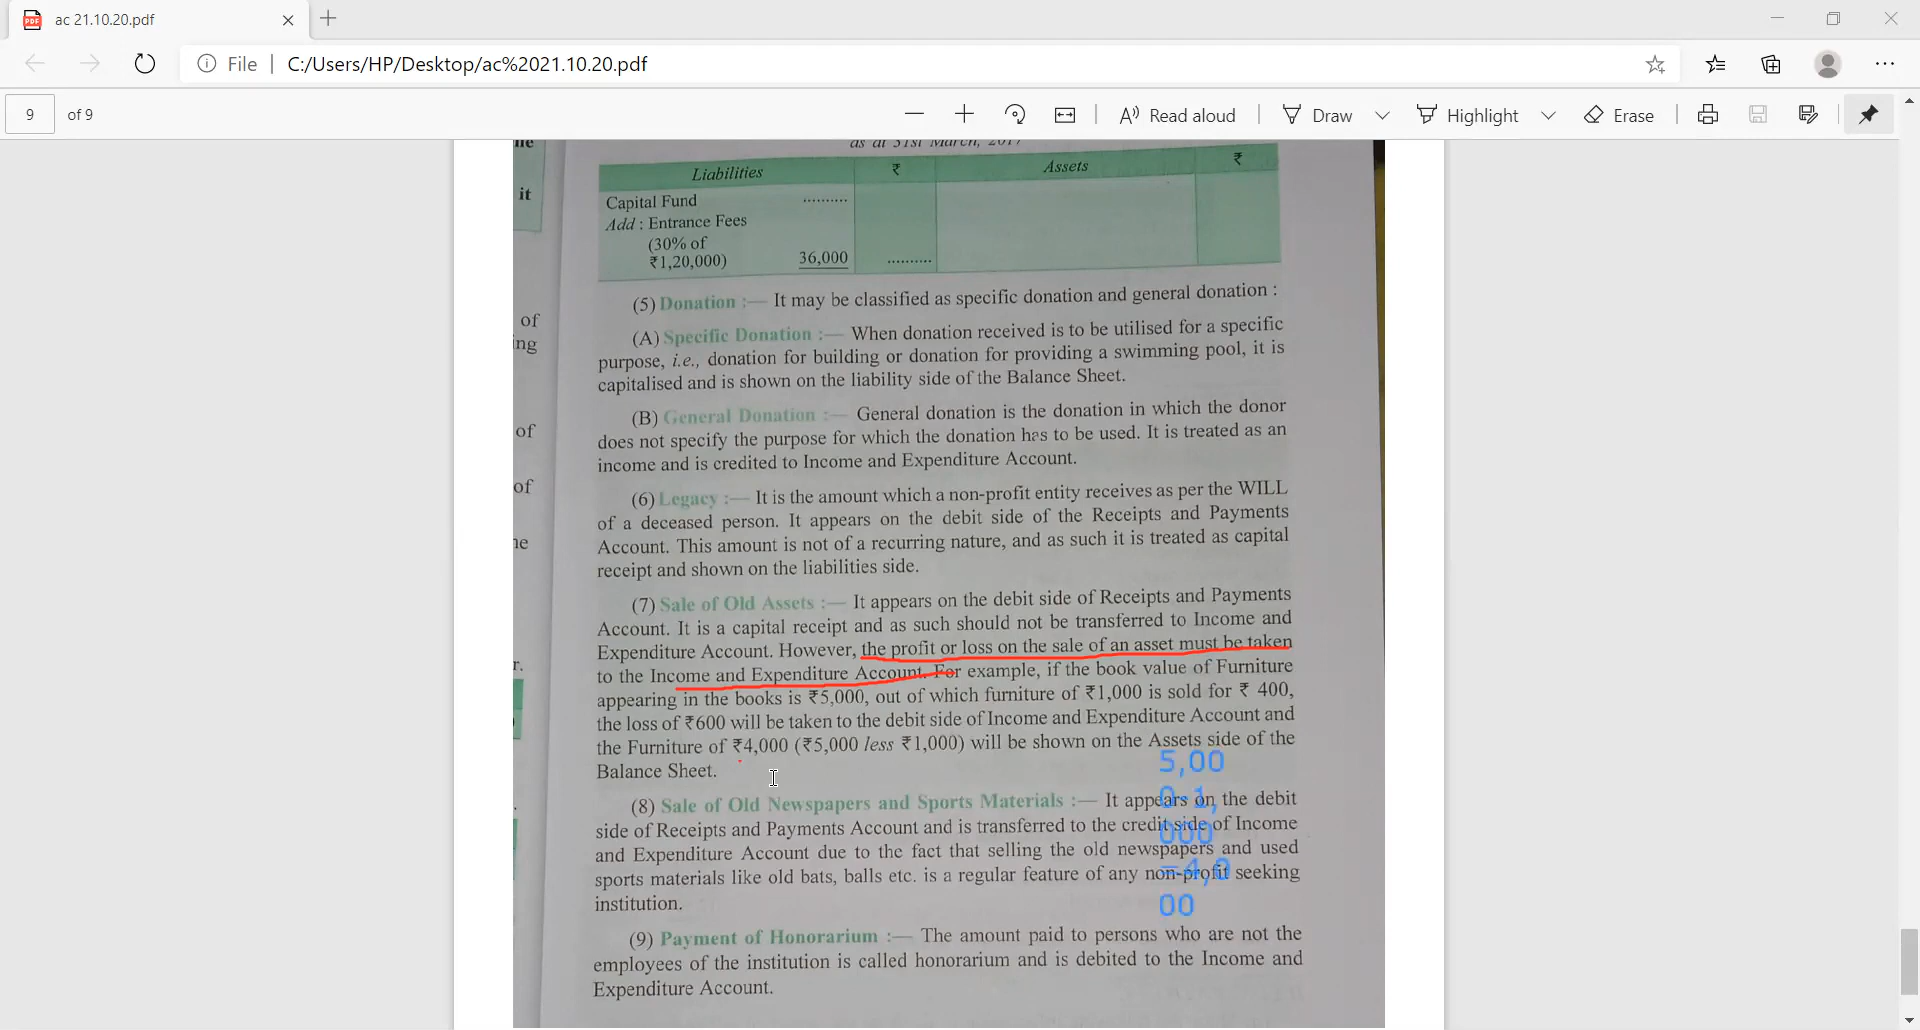 ac 21.10.20.pdf
File
C:/Users/HP/Desktop/ac%2021.10.20.pdf
9 of 9
Read aloud
Draw
Highlight
Erase
as at 31st March, 2017
Liabilities ₹ Assets ₹
Capital Fund ..........
Add : Entrance Fees
(30% of
₹1,20,000) 36,000 ..........
it
of
ing
of
of
r.
(5) Donation :— It may be classified as specific donation and general donation :
(A) Specific Donation :— When donation received is to be utilised for a specific
purpose, i.e., donation for building or donation for providing a swimming pool, it is
capitalised and is shown on the liability side of the Balance Sheet.
(B) General Donation :— General donation is the donation in which the donor
does not specify the purpose for which the donation has to be used. It is treated as an
income and is credited to Income and Expenditure Account.
(6) Legacy :— It is the amount which a non-profit entity receives as per the WILL
of a deceased person. It appears on the debit side of the Receipts and Payments
Account. This amount is not of a recurring nature, and as such it is treated as capital
receipt and shown on the liabilities side.
(7) Sale of Old Assets :— It appears on the debit side of Receipts and Payments
Account. It is a capital receipt and as such should not be transferred to Income and
Expenditure Account. However, the profit or loss on the sale of an asset must be taken
to the Income and Expenditure Account. For example, if the book value of Furniture
appearing in the books is ₹5,000, out of which furniture of ₹1,000 is sold for ₹ 400,
the loss of ₹600 will be taken to the debit side of Income and Expenditure Account and
the Furniture of ₹4,000 (₹5,000 less ₹1,000) will be shown on the Assets side of the
Balance Sheet.
5,00
0-1,
000
=4,0
00
(8) Sale of Old Newspapers and Sports Materials :— It appears on the debit
side of Receipts and Payments Account and is transferred to the credit side of Income
and Expenditure Account due to the fact that selling the old newspapers and used
sports materials like old bats, balls etc. is a regular feature of any non-profit seeking
institution.
(9) Payment of Honorarium :— The amount paid to persons who are not the
employees of the institution is called honorarium and is debited to the Income and
Expenditure Account.